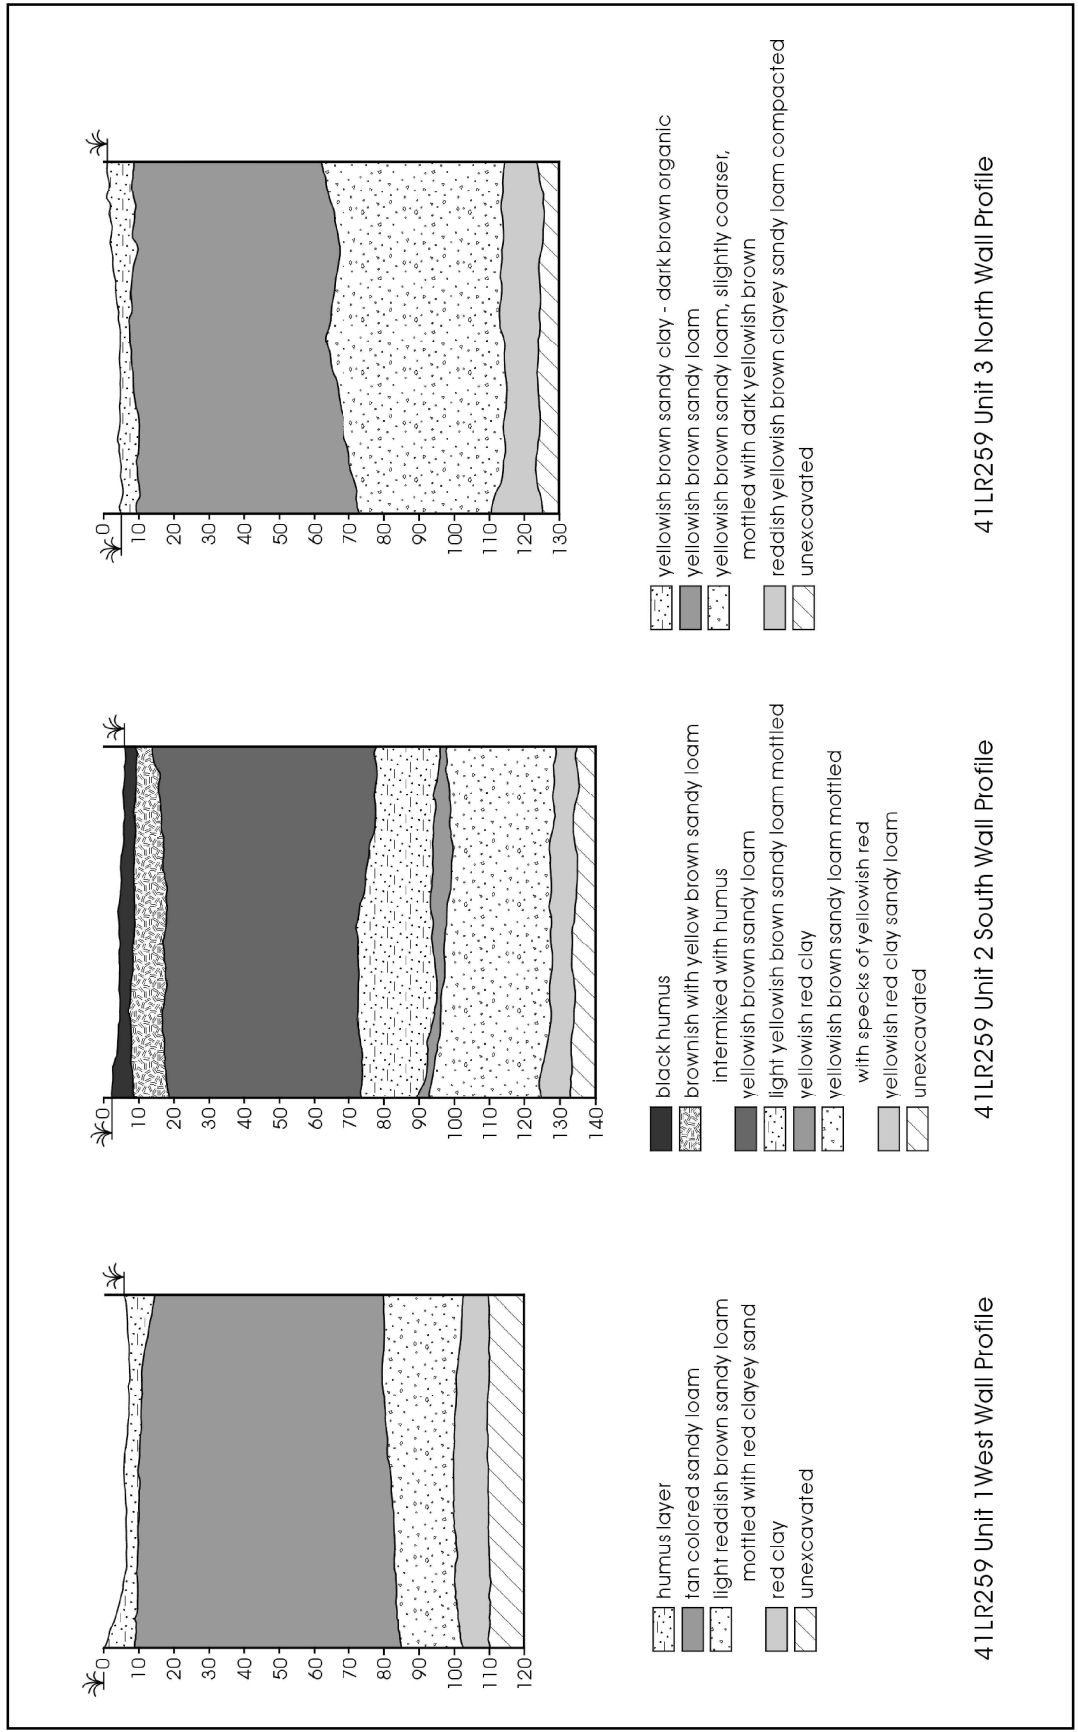 0
10
20
30
40
50
60
70
80
90
100
110
120
humus layer
tan colored sandy loam
light reddish brown sandy loam
mottled with red clayey sand
red clay
unexcavated
41LR259 Unit 1West Wall Profile
0
10
20
30
40
50
60
70
80
90
100
110
120
130
140
black humus
brownish with yellow brown sandy loam
intermixed with humus
yellowish brown sandy loam
light yellowish brown sandy loam mottled
yellowish red clay
yellowish brown sandy loam mottled
with specks of yellowish red
yellowish red clay sandy loam
unexcavated
41LR259 Unit 2 South Wall Profile
0
10
20
30
40
50
60
70
80
90
100
110
120
130
yellowish brown sandy clay - dark brown organic
yellowish brown sandy loam
yellowish brown sandy loam, slightly coarser,
mottled with dark yellowish brown
reddish yellowish brown clayey sandy loam compacted
unexcavated
41LR259 Unit 3 North Wall Profile